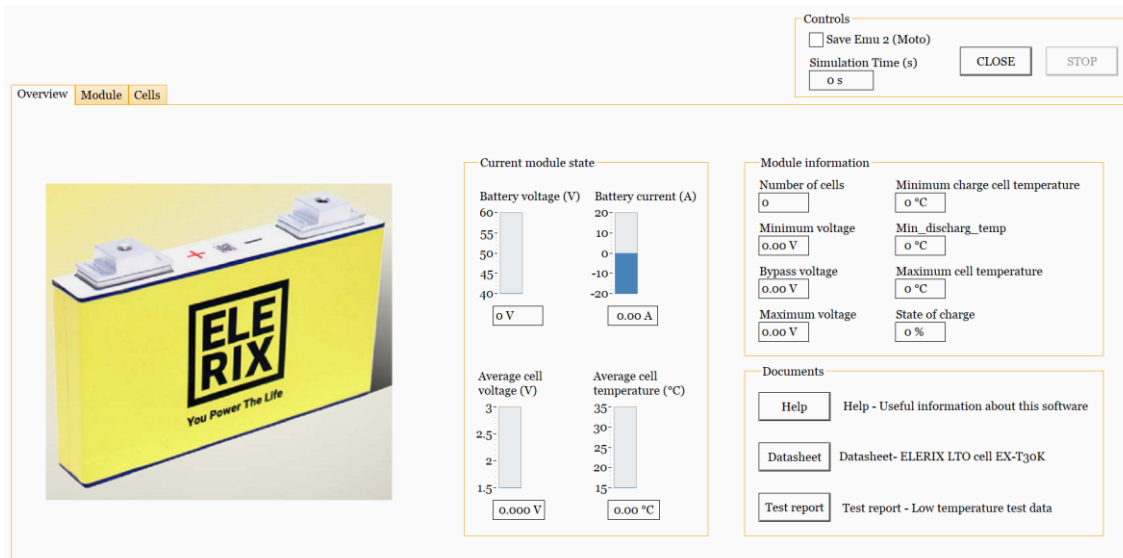 Controls
Save Emu 2 (Moto)
Simulation Time (s)
0 s
CLOSE
STOP
Overview
Module
Cells
ELE
RIX
You Power The Life
+
−
Current module state
Battery voltage (V)
60
55
50
45
40
0 V
Battery current (A)
20
10
0
-10
-20
0.00 A
Average cell
voltage (V)
3
2.5
2
1.5
0.000 V
Average cell
temperature (°C)
35
30
25
20
15
0.00 °C
Module information
Number of cells
0
Minimum voltage
0.00 V
Bypass voltage
0.00 V
Maximum voltage
0.00 V
Minimum charge cell temperature
0 °C
Min_discharg_temp
0 °C
Maximum cell temperature
0 °C
State of charge
0 %
Documents
Help
Help - Useful information about this software
Datasheet
Datasheet- ELERIX LTO cell EX-T30K
Test report
Test report - Low temperature test data